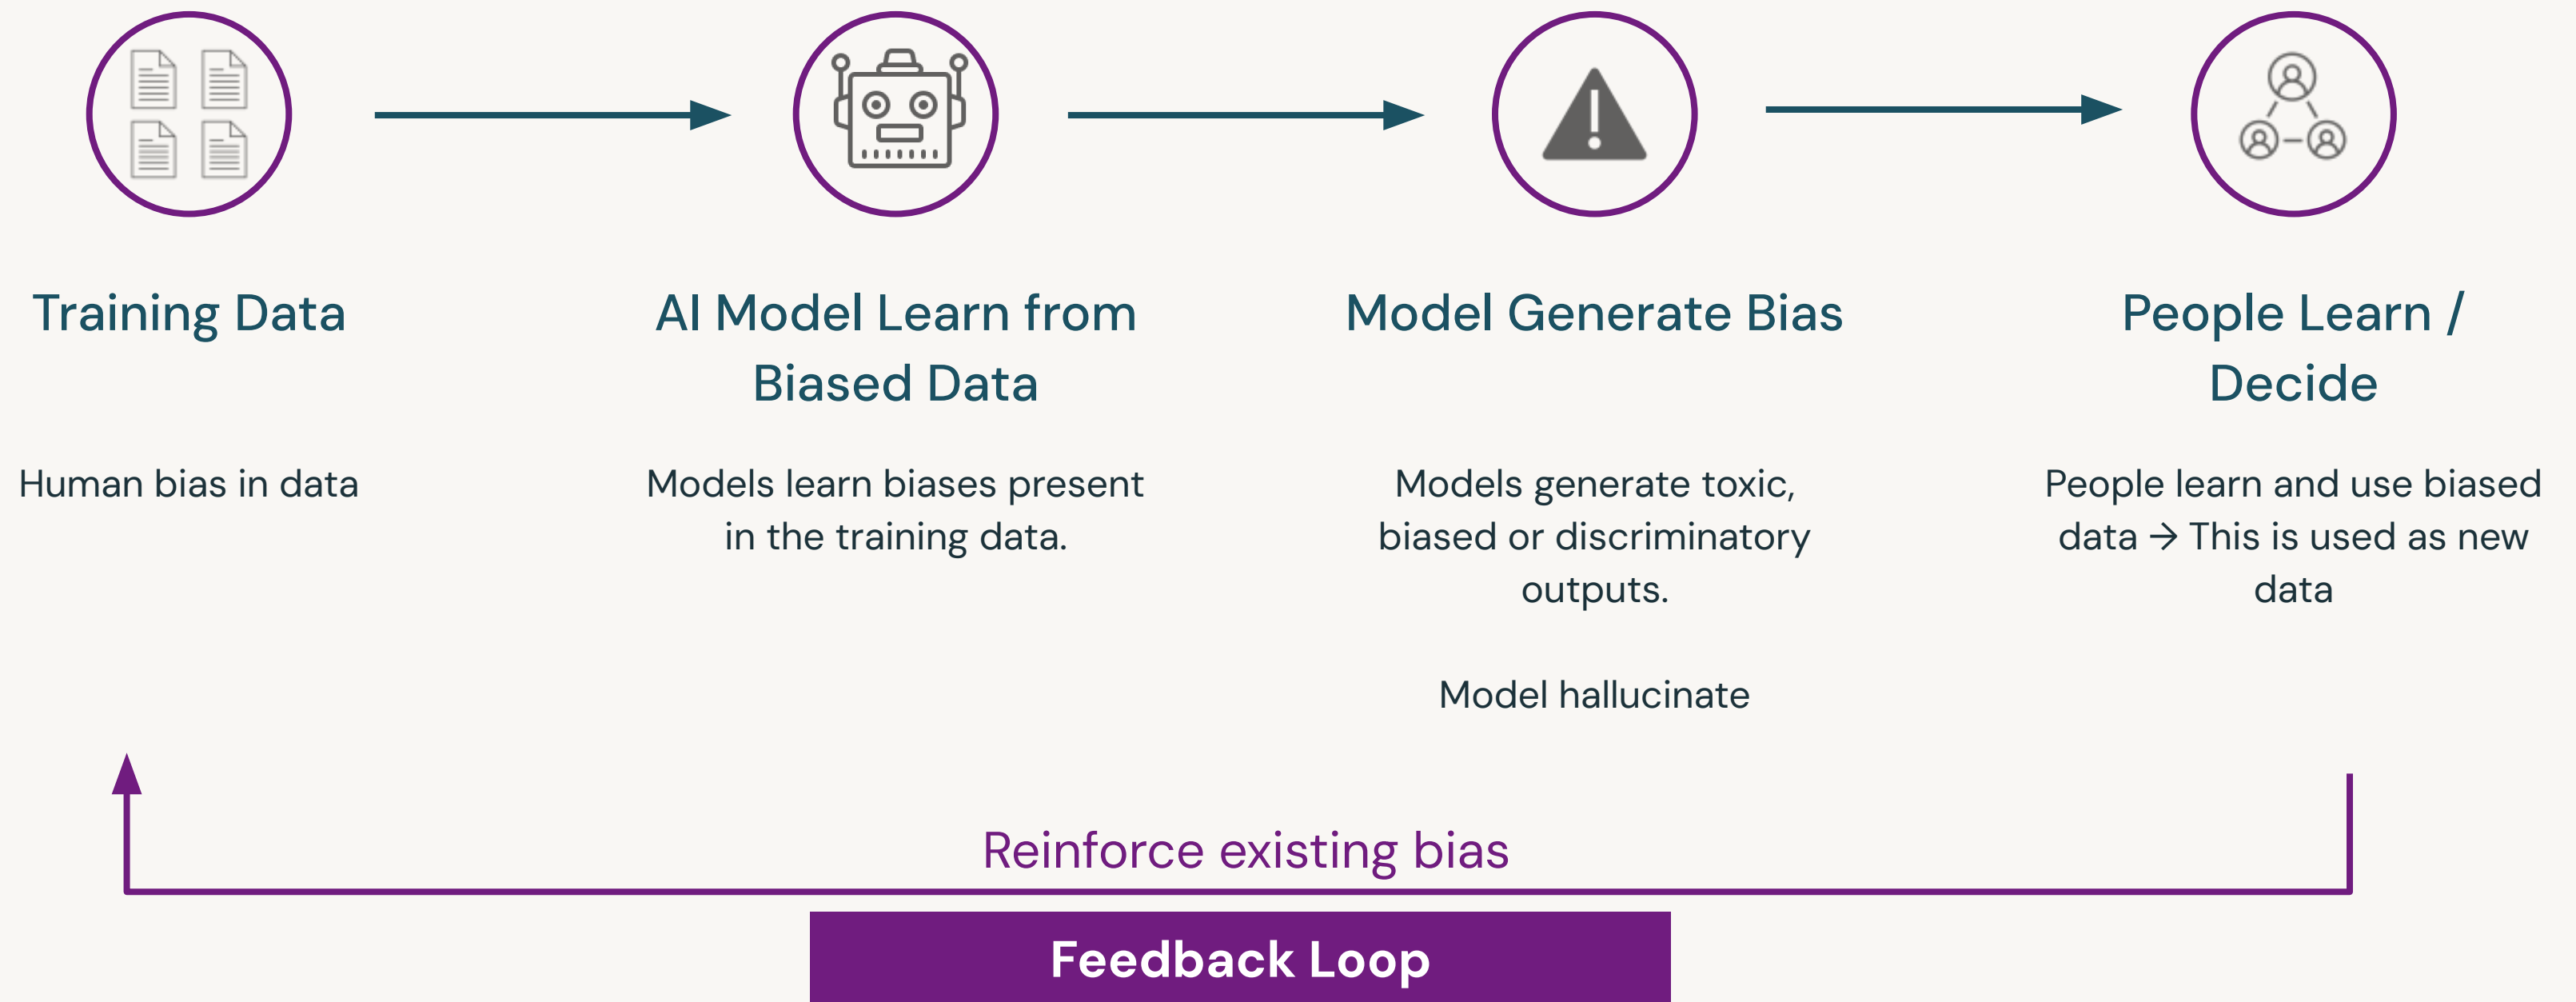 Training Data
Human bias in data
AI Model Learn from
Biased Data
Models learn biases present
in the training data.
Model Generate Bias
Models generate toxic,
biased or discriminatory
outputs.
Model hallucinate
People Learn /
Decide
People learn and use biased
data → This is used as new
data
Reinforce existing bias
Feedback Loop